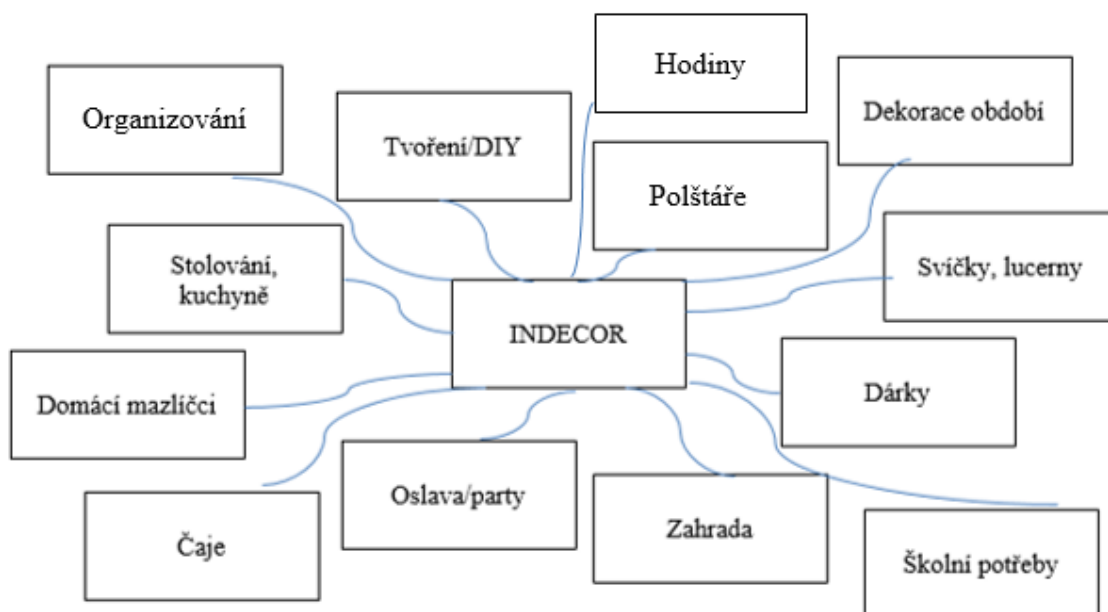 Hodiny
Organizování
Tvoření/DIY
Dekorace období
Polštáře
Stolování,
kuchyně
Svíčky, lucerny
INDECOR
Domácí mazlíčci
Dárky
Oslava/party
Zahrada
Čaje
Školní potřeby